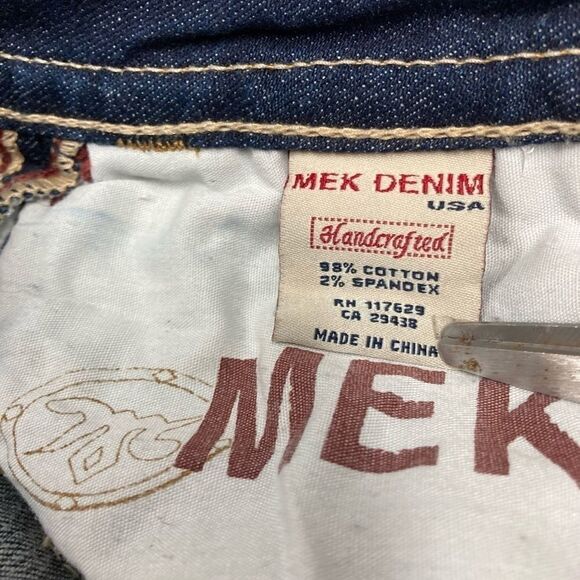 MEK DENIM
USA
Handcrafted
98% COTTON
2% SPANDEX
RN 117629
CA 29438
MADE IN CHINA
MEK